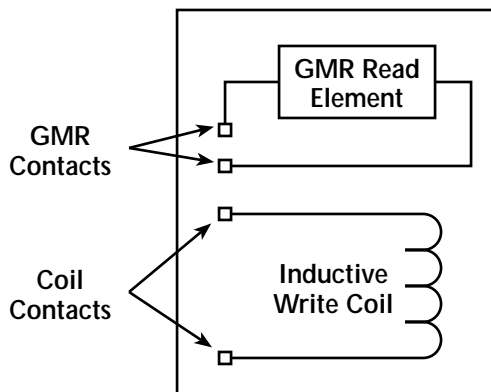 GMR Read
Element
GMR
Contacts
Coil
Contacts
Inductive
Write Coil